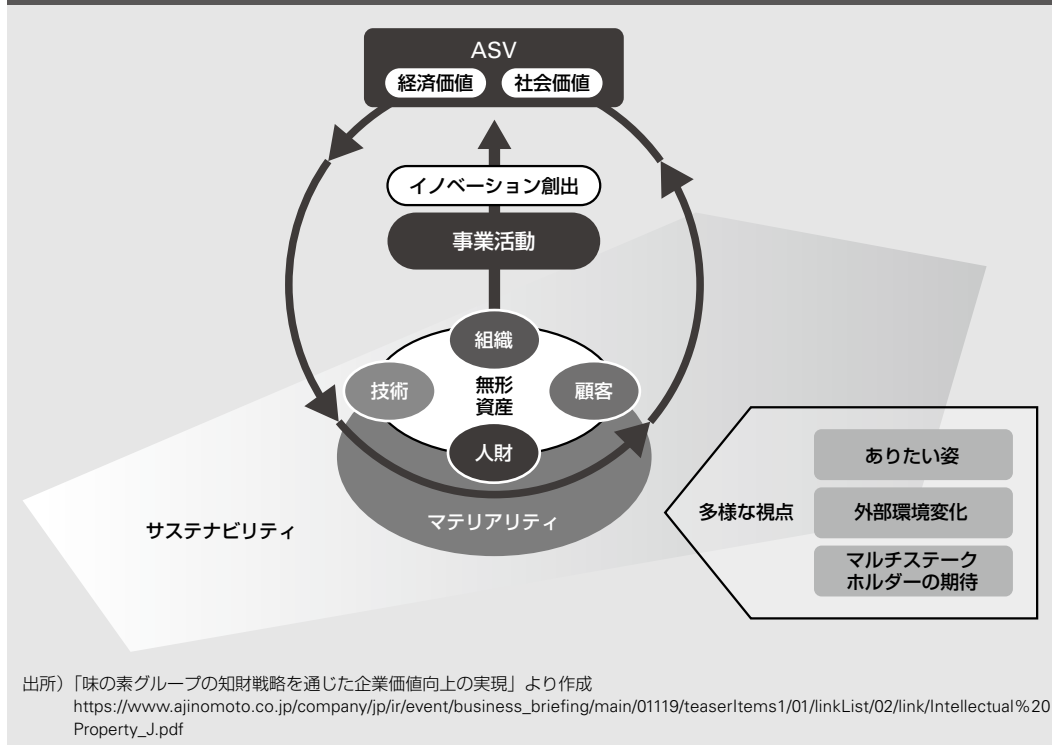 ASV
経済価値 社会価値
イノベーション創出
事業活動
組織
技術
無形
資産
顧客
人財
マテリアリティ
サステナビリティ
多様な視点
ありたい姿
外部環境変化
マルチステーク
ホルダーの期待
出所）「味の素グループの知財戦略を通じた企業価値向上の実現」より作成
https://www.ajinomoto.co.jp/company/jp/ir/event/business_briefing/main/01119/teaserItems1/01/linkList/02/link/Intellectual%20
Property_J.pdf